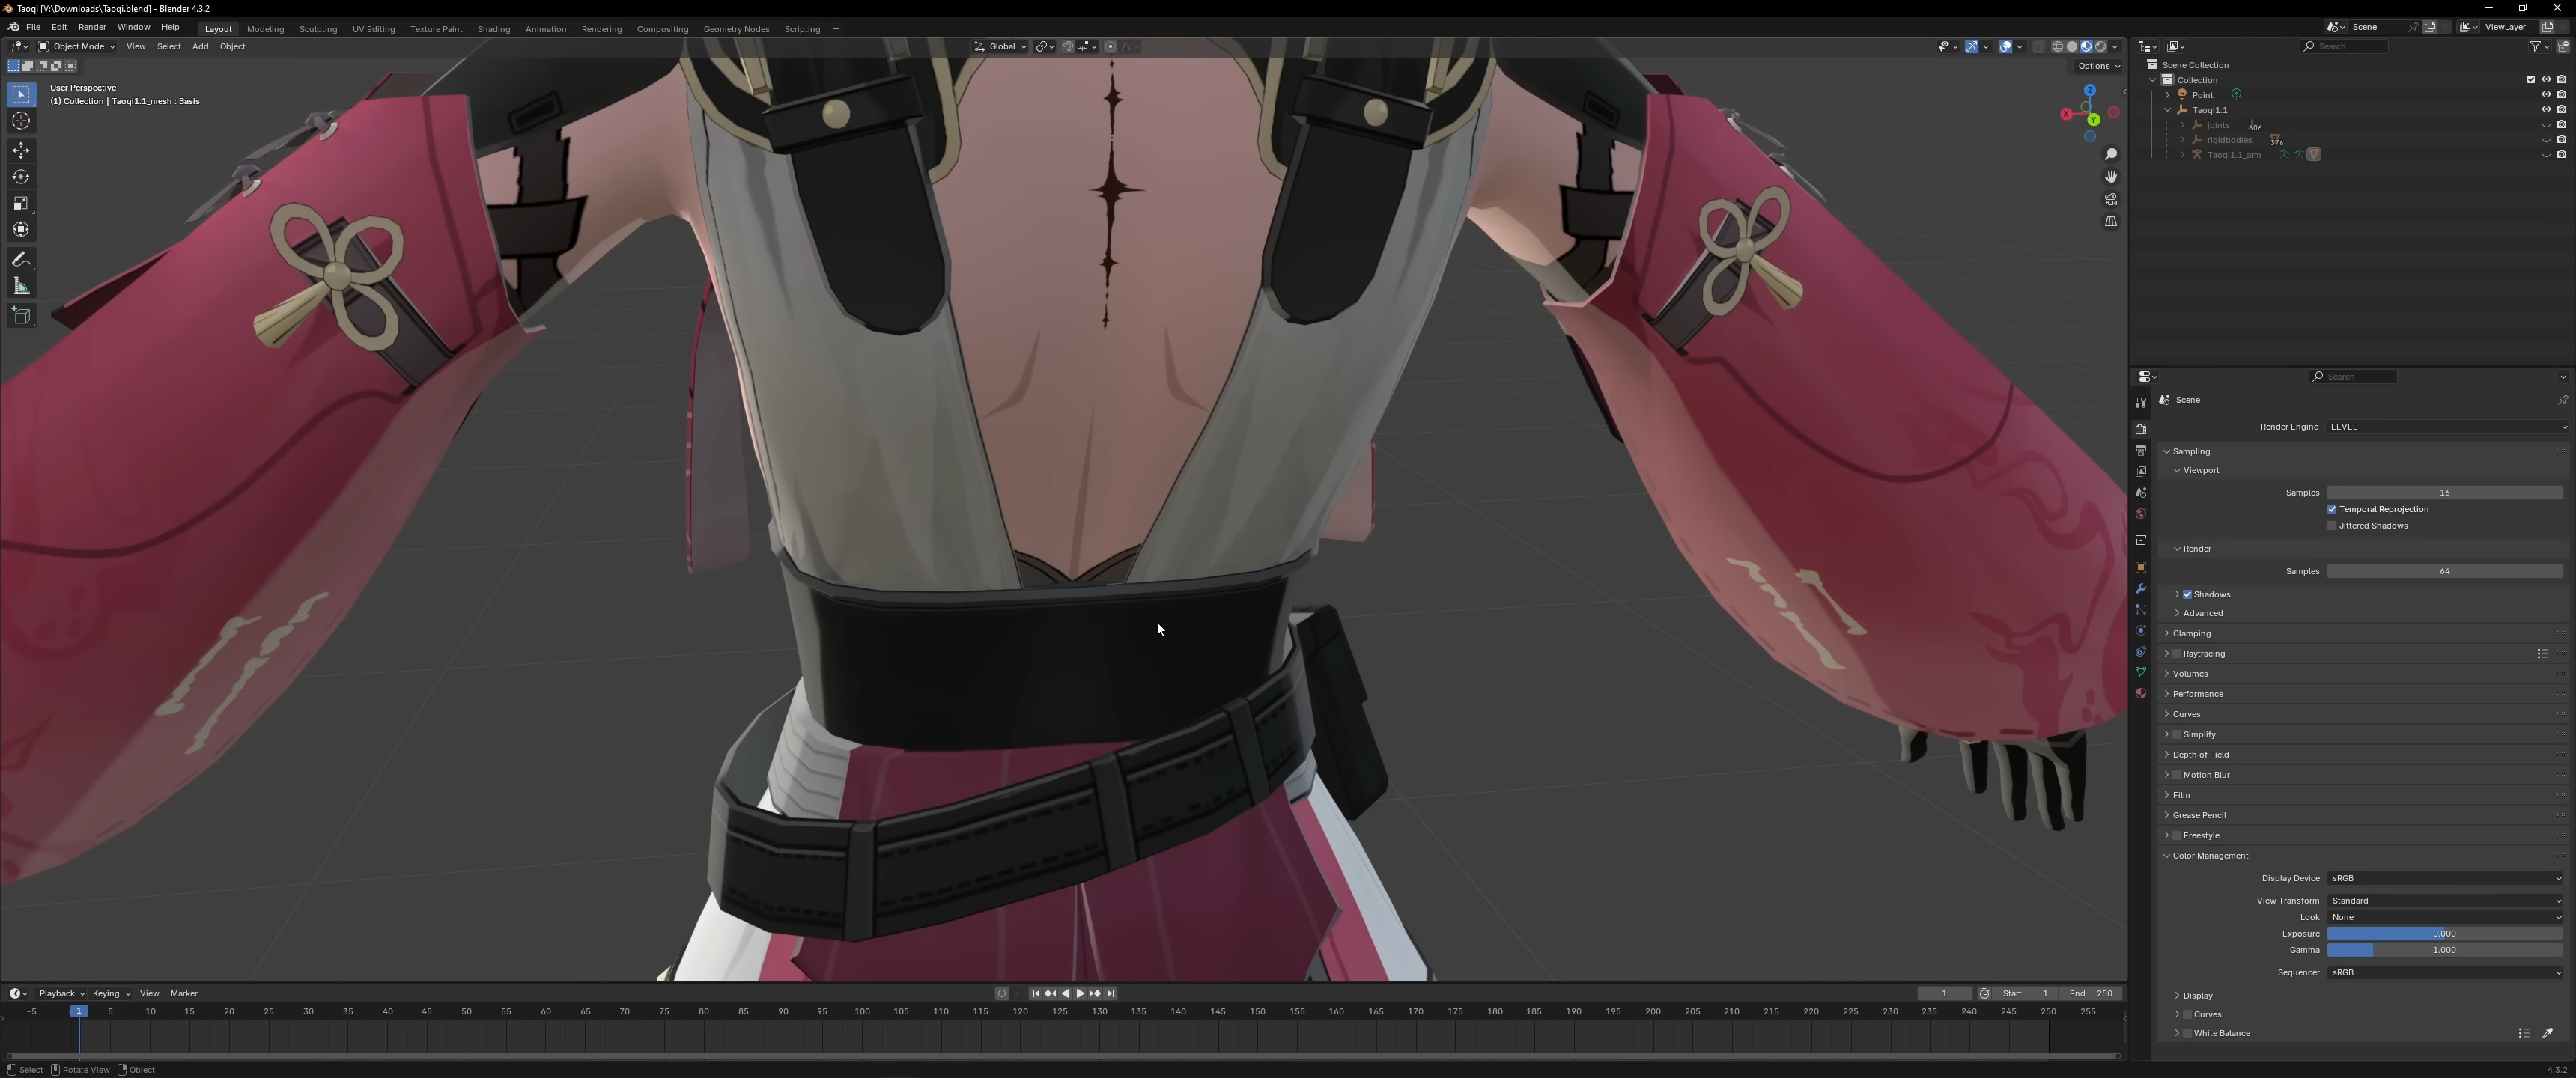 Taoqi [V:\Downloads\Taoqi.blend] - Blender 4.3.2
File Edit Render Window Help Layout Modeling Sculpting UV Editing Texture Paint Shading Animation Rendering Compositing Geometry Nodes Scripting + Scene ViewLayer
Object Mode View Select Add Object Global Search
Options
User Perspective
(1) Collection | Taoqi1.1_mesh : Basis
Z
X
Y
Scene Collection
Collection
Point
Taoqi1.1
joints 606
rigidbodies 376
Taoqi1.1_arm
Search
Scene
Render Engine EEVEE
Sampling
Viewport
Samples 16
Temporal Reprojection
Jittered Shadows
Render
Samples 64
Shadows
Advanced
Clamping
Raytracing
Volumes
Performance
Curves
Simplify
Depth of Field
Motion Blur
Film
Grease Pencil
Freestyle
Color Management
Display Device sRGB
View Transform Standard
Look None
Exposure 0.000
Gamma 1.000
Sequencer sRGB
Display
Curves
White Balance
Playback Keying View Marker 1 Start 1 End 250
-5 1 5 10 15 20 25 30 35 40 45 50 55 60 65 70 75 80 85 90 95 100 105 110 115 120 125 130 135 140 145 150 155 160 165 170 175 180 185 190 195 200 205 210 215 220 225 230 235 240 245 250 255
Select Rotate View Object 4.3.2